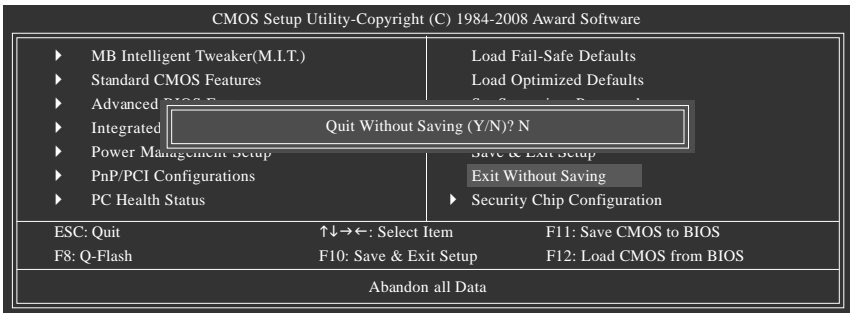 CMOS Setup Utility-Copyright (C) 1984-2008 Award Software
MB Intelligent Tweaker(M.I.T.)
Standard CMOS Features
Advanced
Integrated
Power Management Setup
PnP/PCI Configurations
PC Health Status
Load Fail-Safe Defaults
Load Optimized Defaults
Save & Exit Setup
Exit Without Saving
Security Chip Configuration
Quit Without Saving (Y/N)? N
ESC: Quit
↑↓→←: Select Item
F11: Save CMOS to BIOS
F8: Q-Flash
F10: Save & Exit Setup
F12: Load CMOS from BIOS
Abandon all Data